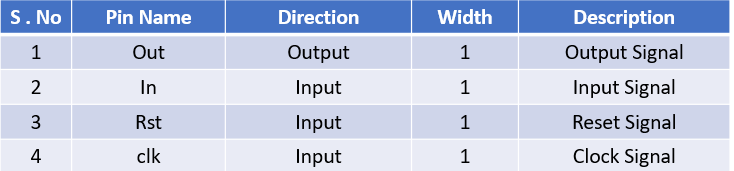 S . No Pin Name Direction Width Description
1 Out Output 1 Output Signal
2 In Input 1 Input Signal
3 Rst Input 1 Reset Signal
4 clk Input 1 Clock Signal